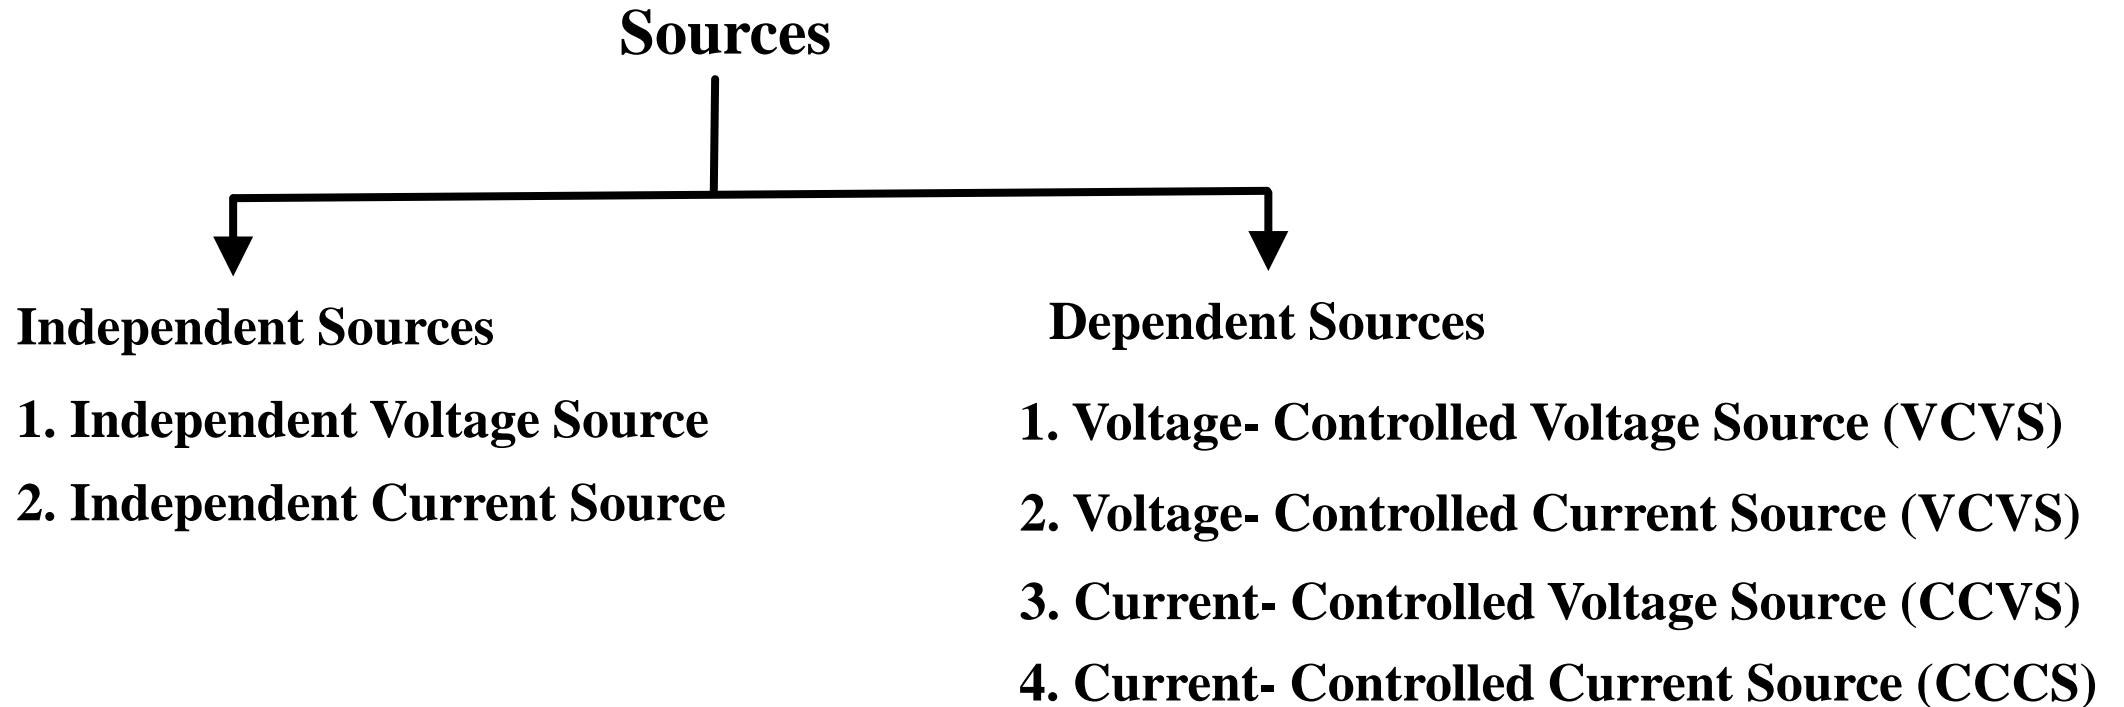 Sources
Independent Sources
1. Independent Voltage Source
2. Independent Current Source
Dependent Sources
1. Voltage- Controlled Voltage Source (VCVS)
2. Voltage- Controlled Current Source (VCVS)
3. Current- Controlled Voltage Source (CCVS)
4. Current- Controlled Current Source (CCCS)